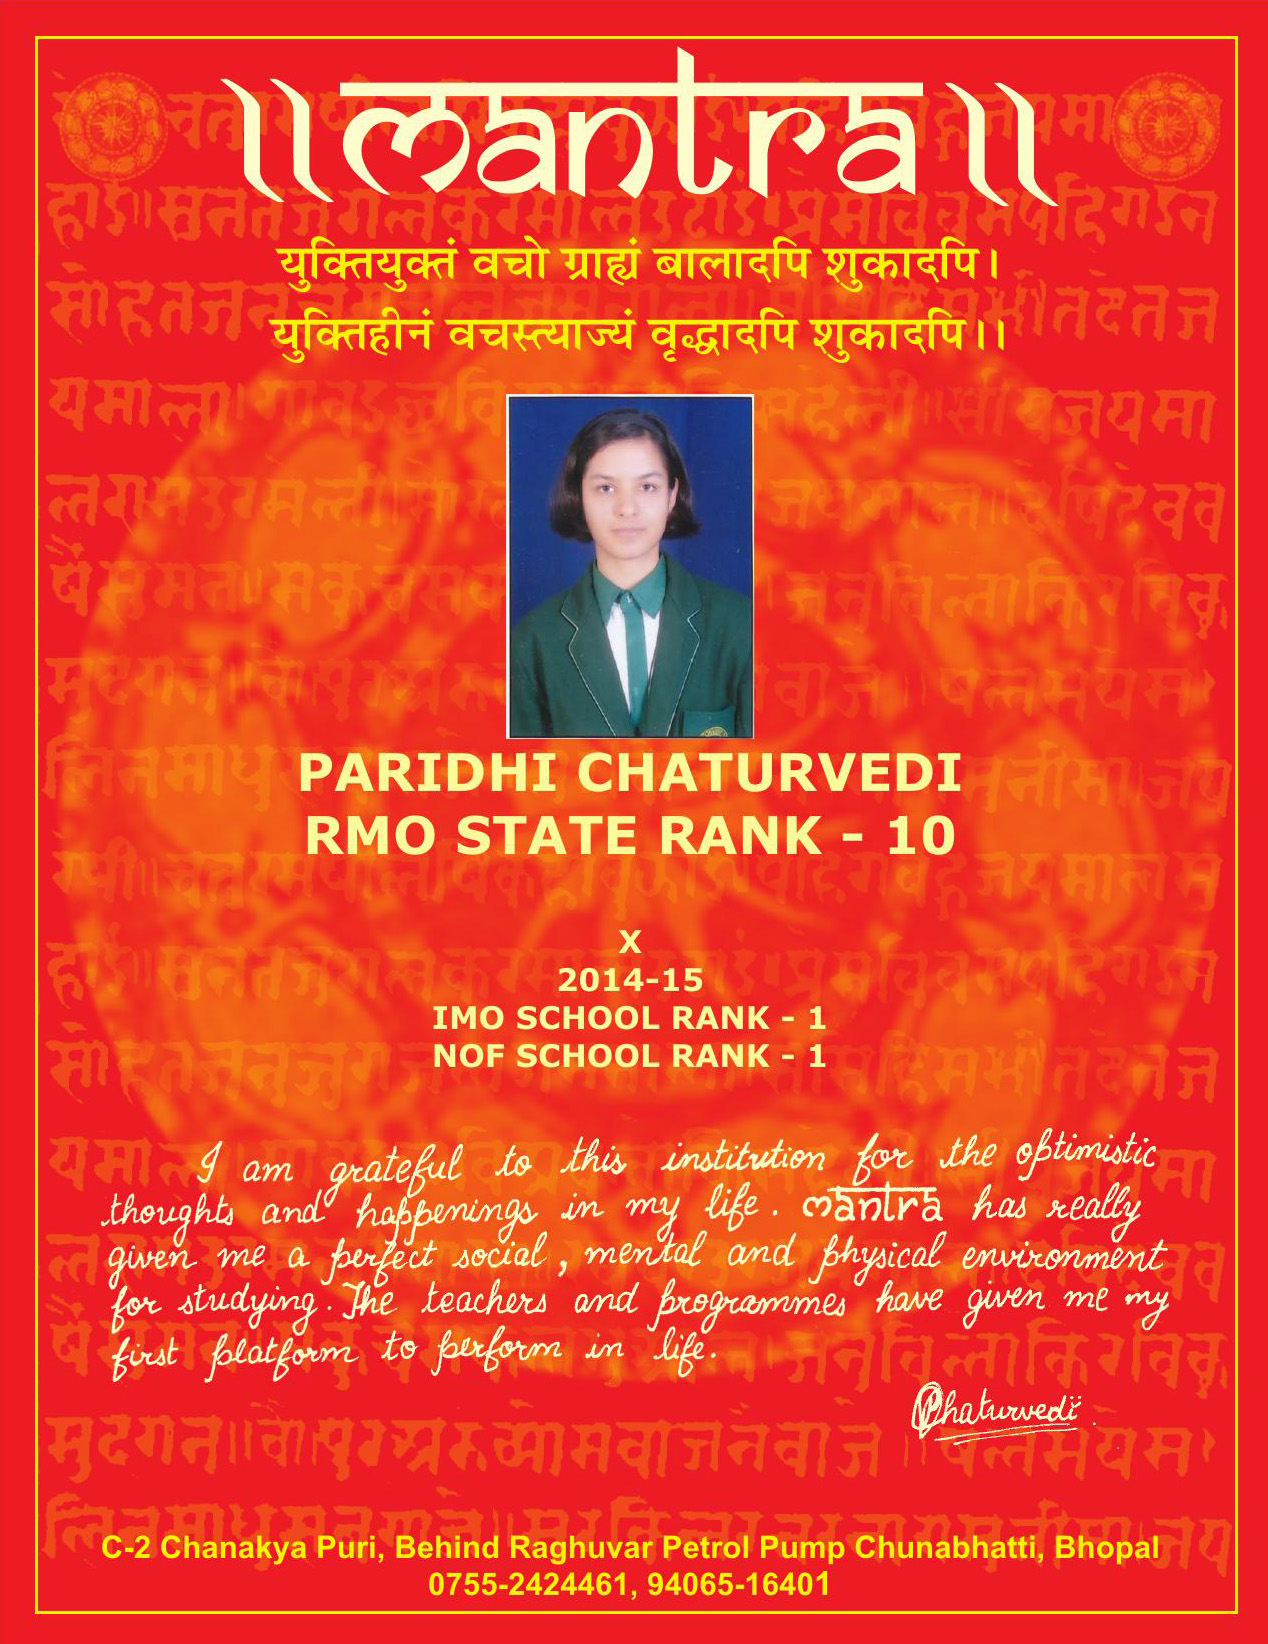 ॥mantra॥
युक्तियुक्तं वचो ग्राह्यं बालादपि शुकादपि।
युक्तिहीनं वचस्त्याज्यं वृद्धादपि शुकादपि।।
PARIDHI CHATURVEDI
RMO STATE RANK - 10
X
2014-15
IMO SCHOOL RANK - 1
NOF SCHOOL RANK - 1
I am grateful to this institution for the optimistic
thoughts and happenings in my life. mantra has really
given me a perfect social, mental and physical environment
for studying. The teachers and programmes have given me my
first platform to perform in life.
PChaturvedi.
C-2 Chanakya Puri, Behind Raghuvar Petrol Pump Chunabhatti, Bhopal
0755-2424461, 94065-16401